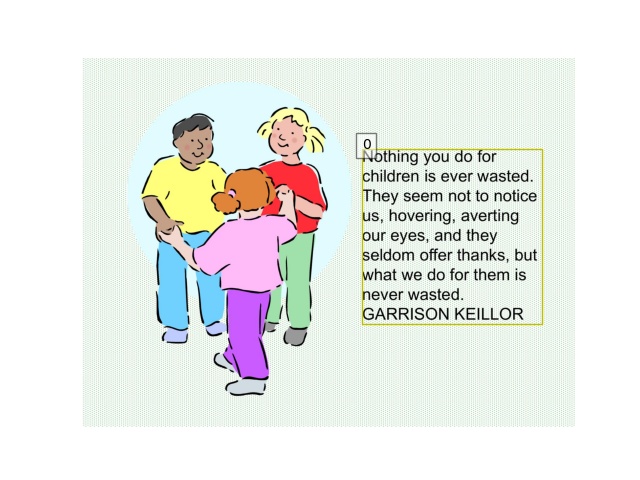 0
Nothing you do for
children is ever wasted.
They seem not to notice
us, hovering, averting
our eyes, and they
seldom offer thanks, but
what we do for them is
never wasted.
GARRISON KEILLOR